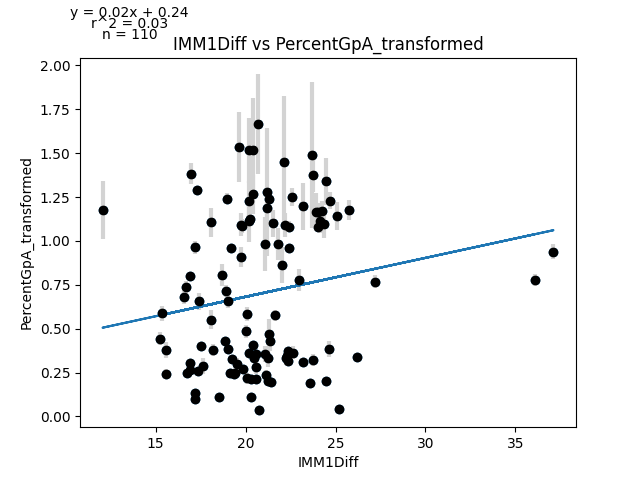 y = 0.02x + 0.24
r^2 = 0.03
n = 110
IMM1Diff vs PercentGpA_transformed
2.00
1.75
1.50
1.25
1.00
0.75
0.50
0.25
0.00
PercentGpA_transformed
15 20 25 30 35
IMM1Diff